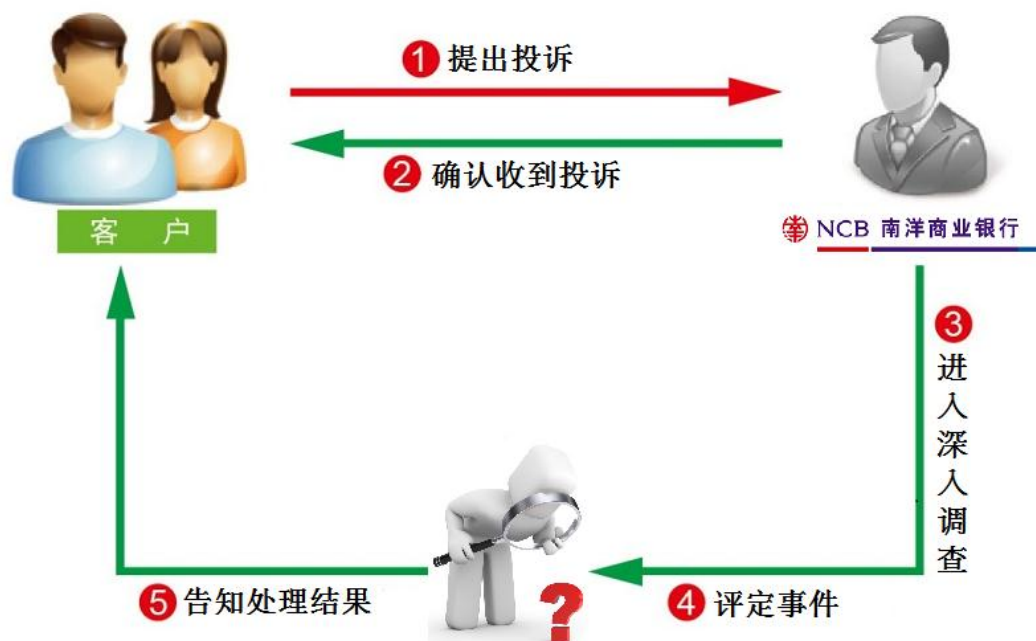 1 提出投诉
2 确认收到投诉
客 户
NCB 南洋商业银行
3 进入深入调查
4 评定事件
5 告知处理结果
?